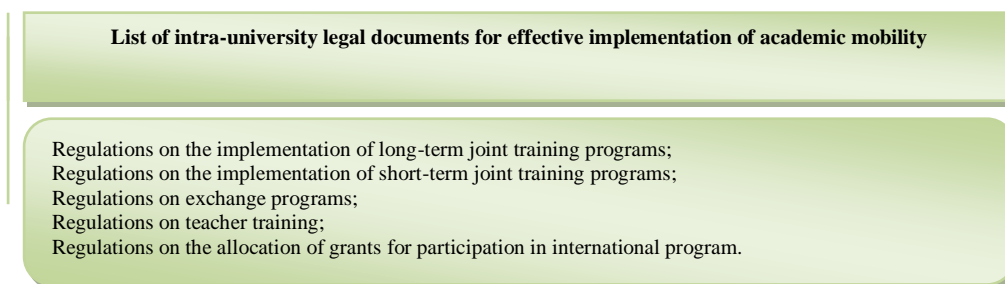 List of intra-university legal documents for effective implementation of academic mobility
Regulations on the implementation of long-term joint training programs;
Regulations on the implementation of short-term joint training programs;
Regulations on exchange programs;
Regulations on teacher training;
Regulations on the allocation of grants for participation in international program.